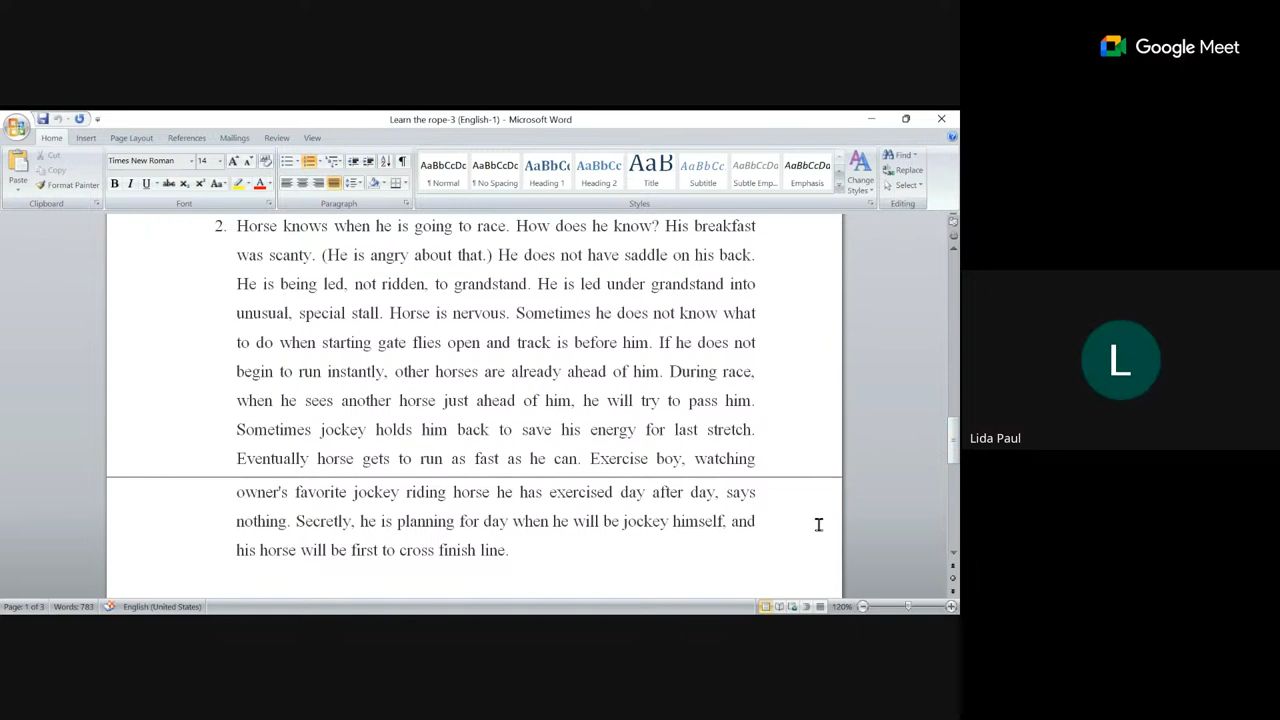 Google Meet
Learn the rope-3 (English-1) - Microsoft Word
Home Insert Page Layout References Mailings Review View
Paste
Cut
Copy
Format Painter
Clipboard
Times New Roman 14
B I U abc X₂ X² Aa
Font
Paragraph
AaBbCcDc AaBbCcDc AaBbCc AaBbCc AaB AaBbCc AaBbCcDc AaBbCcDc
¶ Normal ¶ No Spacing Heading 1 Heading 2 Title Subtitle Subtle Emp... Emphasis
Change
Styles
Styles
Find
Replace
Select
Editing
2. Horse knows when he is going to race. How does he know? His breakfast
was scanty. (He is angry about that.) He does not have saddle on his back.
He is being led, not ridden, to grandstand. He is led under grandstand into
unusual, special stall. Horse is nervous. Sometimes he does not know what
to do when starting gate flies open and track is before him. If he does not
begin to run instantly, other horses are already ahead of him. During race,
when he sees another horse just ahead of him, he will try to pass him.
Sometimes jockey holds him back to save his energy for last stretch.
Eventually horse gets to run as fast as he can. Exercise boy, watching
owner's favorite jockey riding horse he has exercised day after day, says
nothing. Secretly, he is planning for day when he will be jockey himself, and
his horse will be first to cross finish line.
L
Lida Paul
Page: 1 of 3 Words: 783 English (United States) 120%